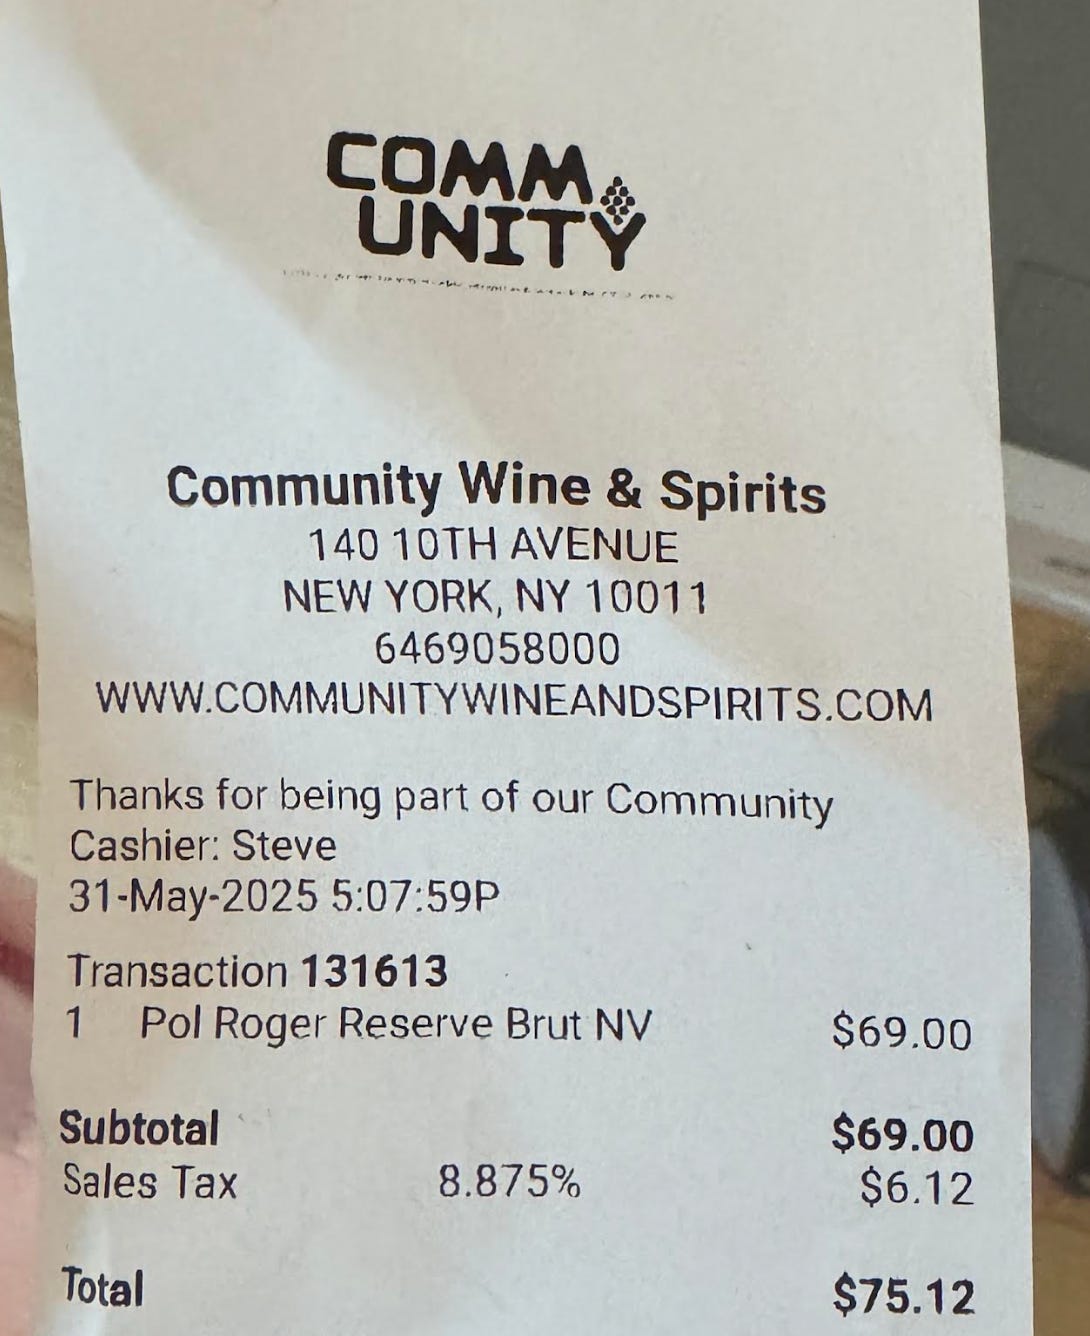 COMM
UNITY
Community Wine & Spirits
140 10TH AVENUE
NEW YORK, NY 10011
6469058000
WWW.COMMUNITYWINEANDSPIRITS.COM
Thanks for being part of our Community
Cashier: Steve
31-May-2025 5:07:59P
Transaction 131613
1 Pol Roger Reserve Brut NV $69.00
Subtotal $69.00
Sales Tax 8.875% $6.12
Total $75.12